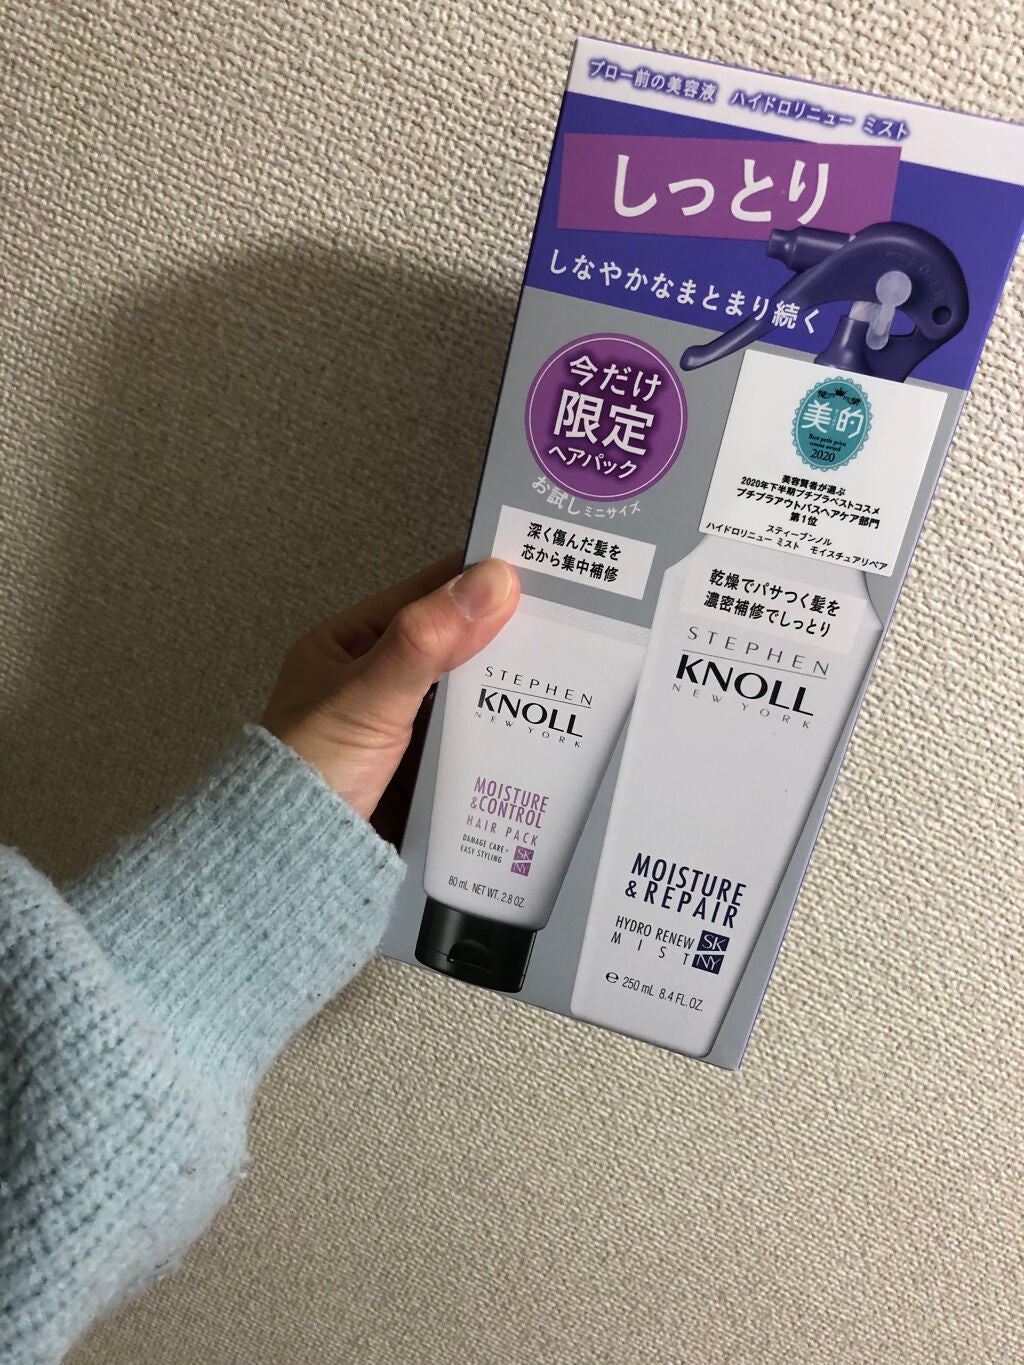 ブロー前の美容液 ハイドロリニュー ミスト
しっとり
しなやかなまとまり続く
今だけ
限定
ヘアパック
お試しミニサイズ
深く傷んだ髪を
芯から集中補修
美的
Best petit price
cosme award
2020
美容賢者が選ぶ
2020年下半期プチプラベストコスメ
プチプラアウトバスヘアケア部門
第1位
スティーブンノル
ハイドロリニュー ミスト モイスチュアリペア
乾燥でパサつく髪を
濃密補修でしっとり
STEPHEN
KNOLL
NEW YORK
MOISTURE
&CONTROL
HAIR PACK
DAMAGE CARE+
EASY STYLING
SK
NY
80 mL NET WT. 2.8 OZ.
STEPHEN
KNOLL
NEW YORK
MOISTURE
& REPAIR
HYDRO RENEW
MIST
SK
NY
e 250 mL 8.4 FL.OZ.